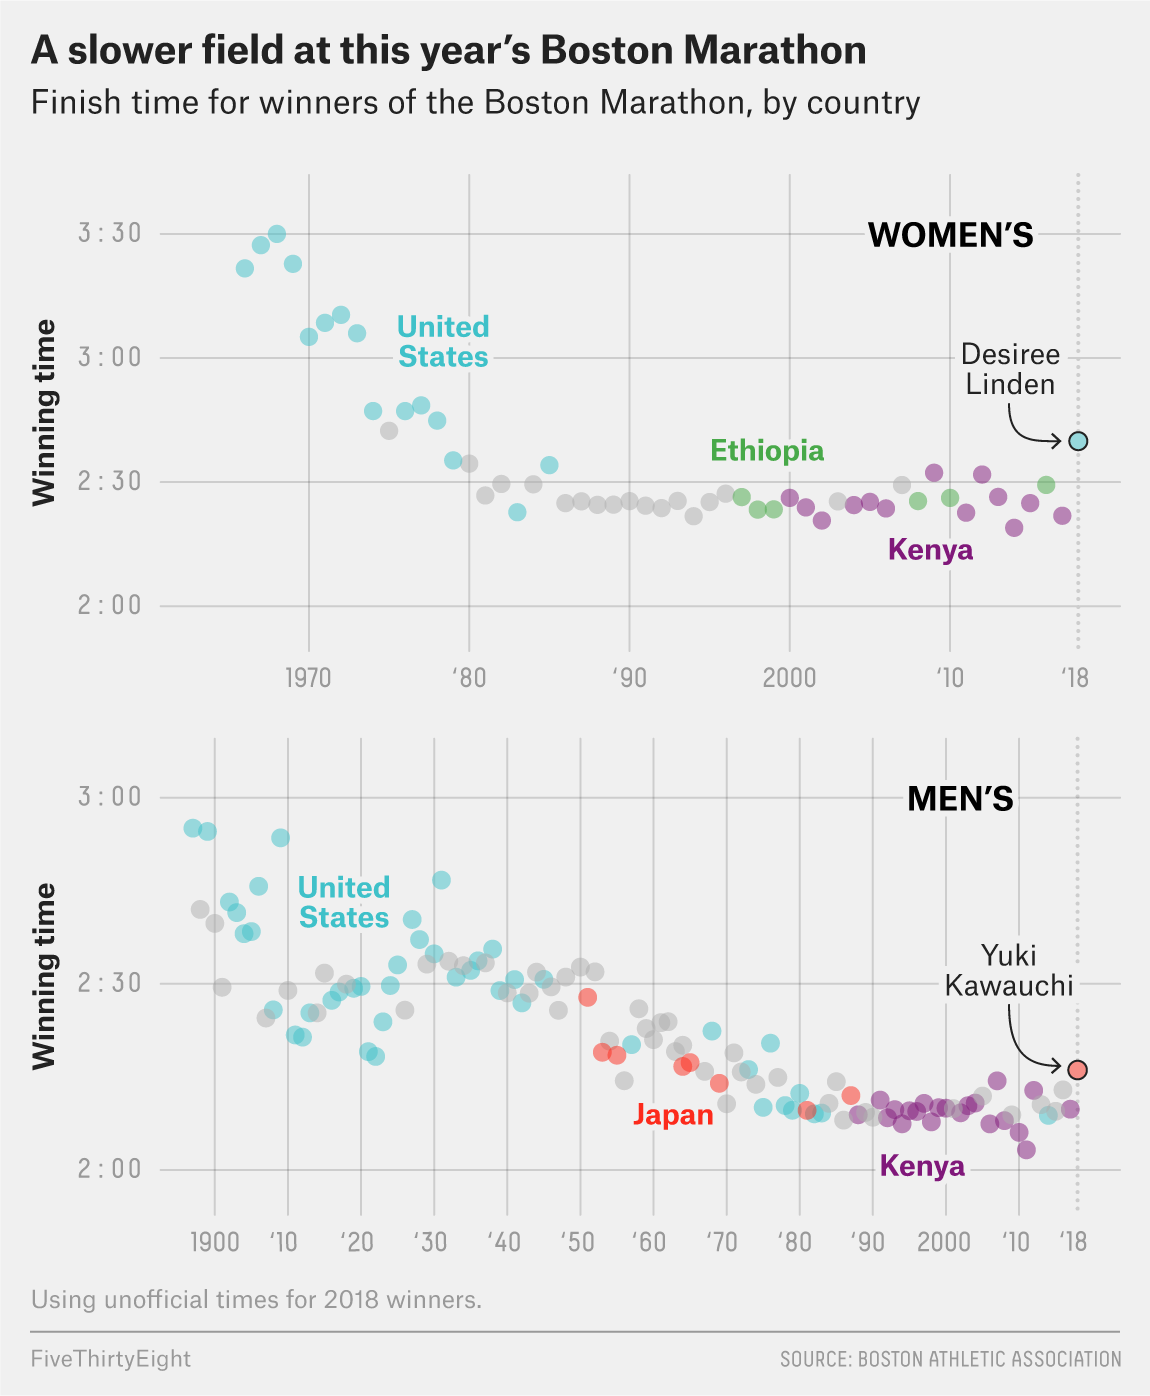 A slower field at this year’s Boston Marathon
Finish time for winners of the Boston Marathon, by country
Winning time
3:30
3:00
2:30
2:00
WOMEN’S
United
States
Ethiopia
Kenya
Desiree
Linden
1970
‘80
‘90
2000
‘10
‘18
Winning time
3:00
2:30
2:00
MEN’S
United
States
Japan
Kenya
Yuki
Kawauchi
1900
‘10
‘20
‘30
‘40
‘50
‘60
‘70
‘80
‘90
2000
‘10
‘18
Using unofficial times for 2018 winners.
FiveThirtyEight
SOURCE: BOSTON ATHLETIC ASSOCIATION